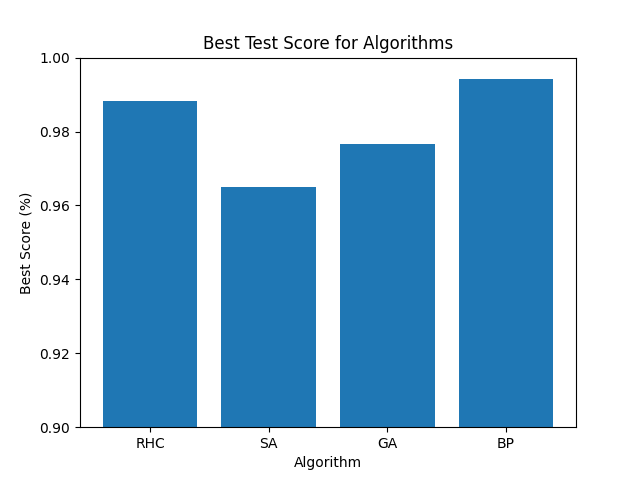 Best Test Score for Algorithms
1.00
0.98
0.96
0.94
0.92
0.90
Best Score (%)
RHC SA GA BP
Algorithm